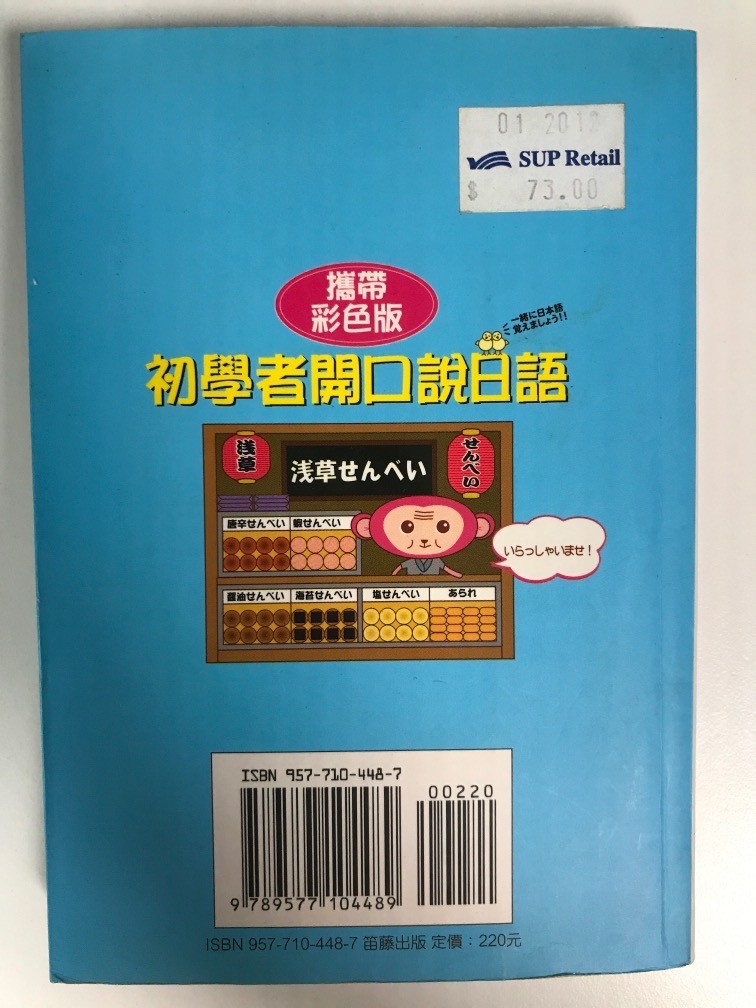 01 2018
SUP Retail
$ 73.00
攜帶
彩色版
一緒に日本語
覚えましょう!!
初學者開口說日語
浅草
浅草せんべい
せんべい
唐辛せんべい
蝦せんべい
いらっしゃいませ!
醤油せんべい
海苔せんべい
塩せんべい
あられ
ISBN 957-710-448-7
00220
9 789577 104489
ISBN 957-710-448-7 笛藤出版 定價：220元